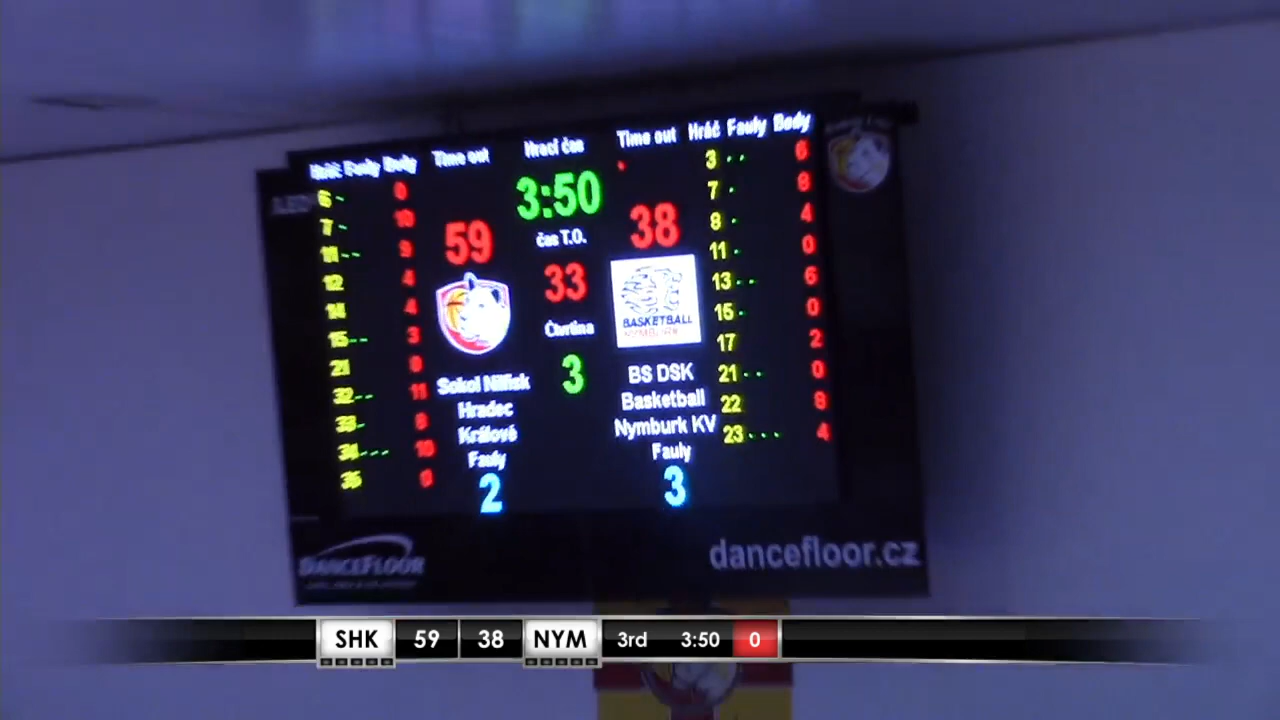 Hráč Fauly Body
Time out
Hrací čas
Time out
Hráč Fauly Body
3:50
59
38
čas T.O.
33
Čtvrtina
3
6
7 10
11 9
12 4
14 4
15 3
21
32 11
33
34 10
35 0
3 6
7 8
8 4
11 0
13 6
15 0
17 2
21 0
22 8
23 4
BASKETBALL
NYMBURK
Sokol Nilfisk
Hradec
Králové
Fauly
2
BS DSK
Basketball
Nymburk KV
Fauly
3
DANCEFLOOR
dancefloor.cz
SHK 59 38 NYM 3rd 3:50 0